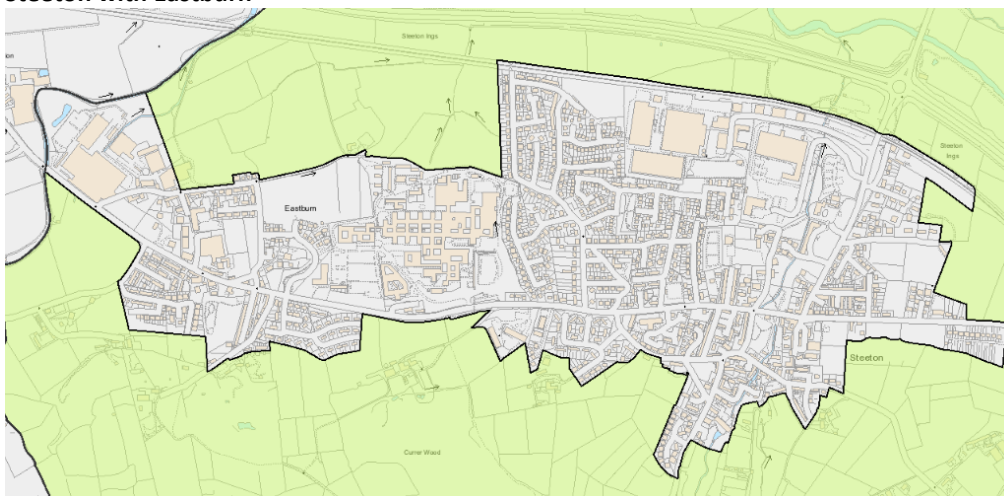 Steeton with Eastburn
Steeton Ings
Steeton
Ings
Eastburn
Steeton
Currer Wood